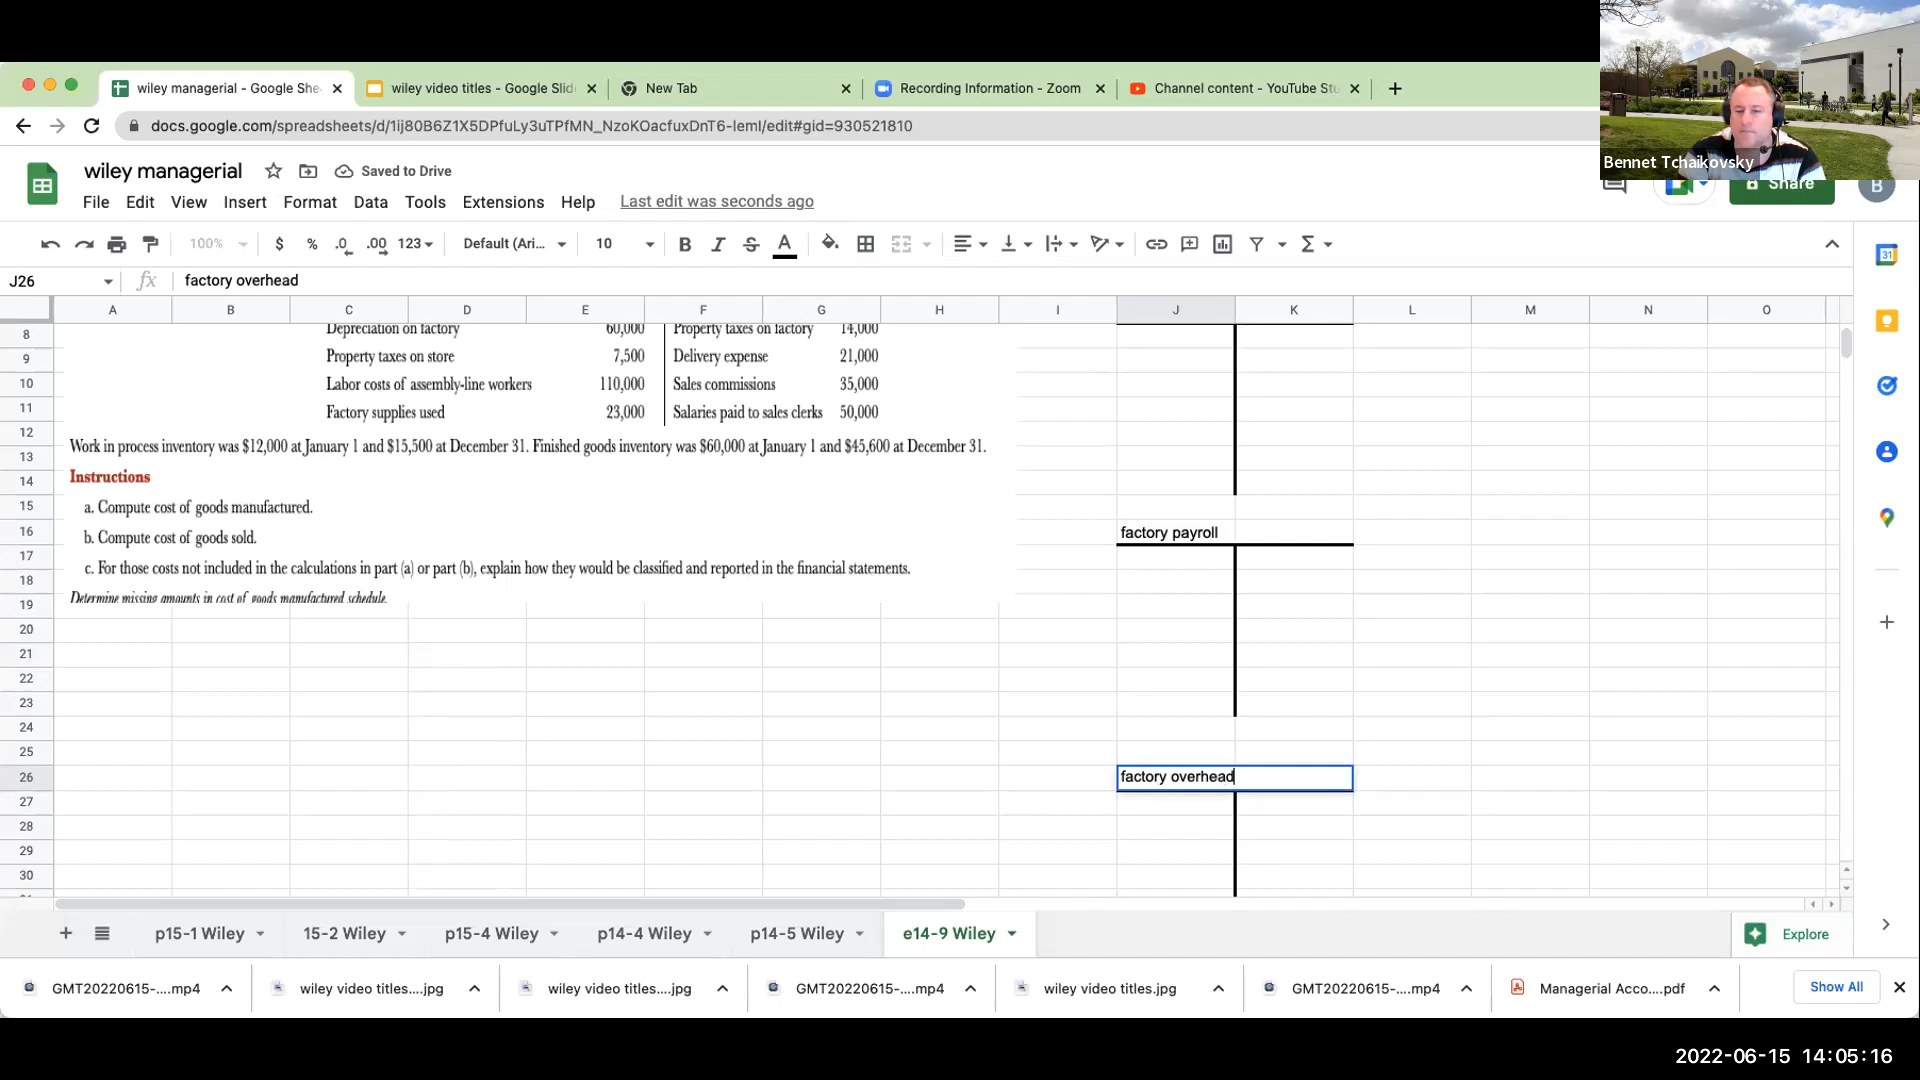 wiley managerial - Google She
wiley video titles - Google Slid
New Tab
Recording Information - Zoom
Channel content - YouTube Stu
docs.google.com/spreadsheets/d/1ij80B6Z1X5DPfuLy3uTPfMN_NzoKOacfuxDnT6-lemI/edit#gid=930521810
Bennet Tchaikovsky
wiley managerial
Saved to Drive
File Edit View Insert Format Data Tools Extensions Help Last edit was seconds ago
Share
B
100% $ % .0 .00 123 Default (Ari... 10 B I S A Σ
31
J26 fx factory overhead
A B C D E F G H I J K L M N O
8 Depreciation on factory 60,000 Property taxes on factory 14,000
9 Property taxes on store 7,500 Delivery expense 21,000
10 Labor costs of assembly-line workers 110,000 Sales commissions 35,000
11 Factory supplies used 23,000 Salaries paid to sales clerks 50,000
12
13 Work in process inventory was $12,000 at January 1 and $15,500 at December 31. Finished goods inventory was $60,000 at January 1 and $45,600 at December 31.
14 Instructions
15 a. Compute cost of goods manufactured.
16 b. Compute cost of goods sold. factory payroll
17
18 c. For those costs not included in the calculations in part (a) or part (b), explain how they would be classified and reported in the financial statements.
19 Determine missing amounts in cost of goods manufactured schedule.
20
21
22
23
24
25
26 factory overhead
27
28
29
30
p15-1 Wiley 15-2 Wiley p15-4 Wiley p14-4 Wiley p14-5 Wiley e14-9 Wiley Explore
GMT20220615-....mp4 wiley video titles....jpg wiley video titles....jpg GMT20220615-....mp4 wiley video titles.jpg GMT20220615-....mp4 Managerial Acco....pdf Show All
2022-06-15 14:05:16